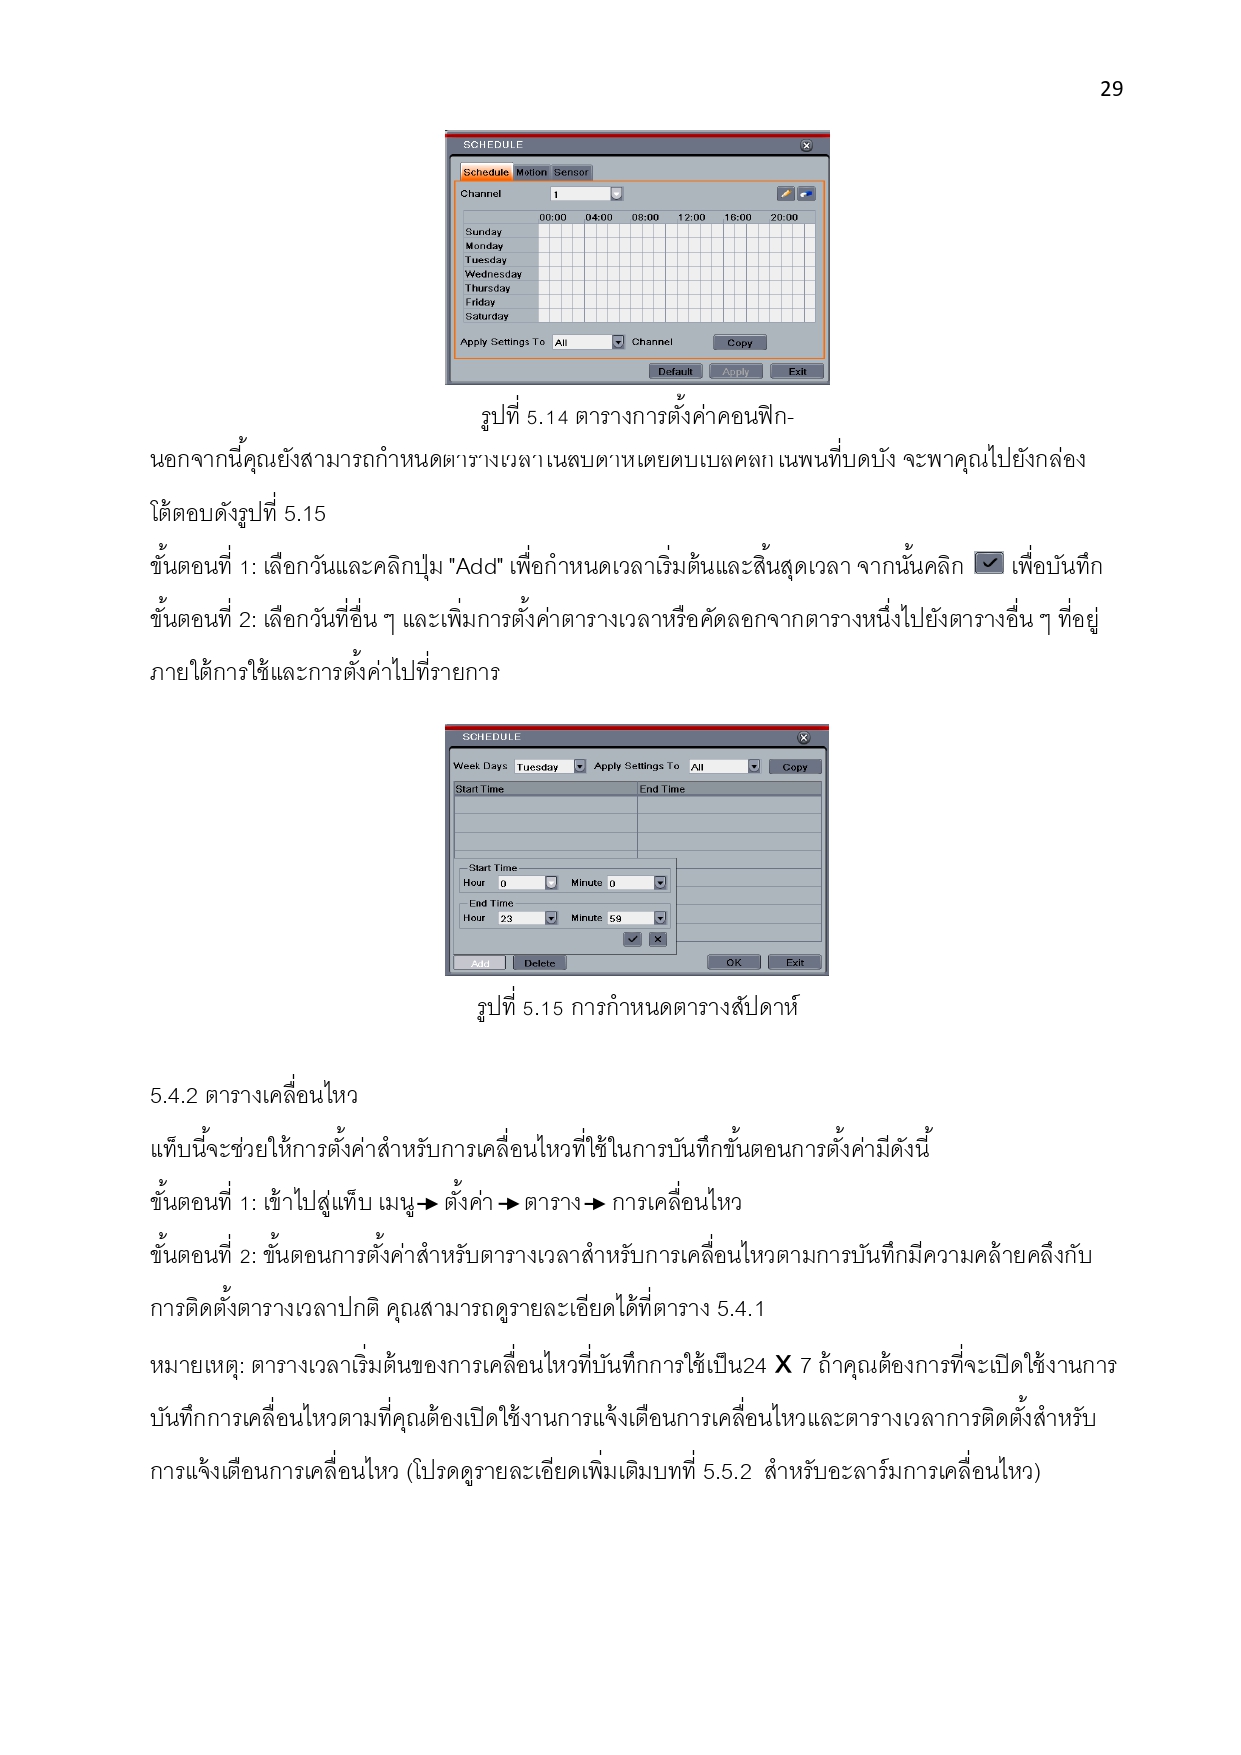 29
SCHEDULE
Schedule Motion Sensor
Channel 1
00:00 04:00 08:00 12:00 16:00 20:00
Sunday
Monday
Tuesday
Wednesday
Thursday
Friday
Saturday
Apply Settings To All Channel Copy
Default Apply Exit
รูปที่ 5.14 ตารางการตั้งค่าคอนฟิก-
นอกจากนี้คุณยังสามารถกำหนดตารางเวลา จะพาคุณไปยังกล่อง
โต้ตอบดังรูปที่ 5.15
ขั้นตอนที่ 1: เลือกวันและคลิกปุ่ม "Add" เพื่อกำหนดเวลาเริ่มต้นและสิ้นสุดเวลา จากนั้นคลิก เพื่อบันทึก
ขั้นตอนที่ 2: เลือกวันที่อื่น ๆ และเพิ่มการตั้งค่าตารางเวลาหรือคัดลอกจากตารางหนึ่งไปยังตารางอื่น ๆ ที่อยู่
ภายใต้การใช้และการตั้งค่าไปที่รายการ
SCHEDULE
Week Days Tuesday Apply Settings To All Copy
Start Time End Time
Start Time
Hour 0 Minute 0
End Time
Hour 23 Minute 59
Add Delete OK Exit
รูปที่ 5.15 การกำหนดตารางสัปดาห์
5.4.2 ตารางเคลื่อนไหว
แท็บนี้จะช่วยให้การตั้งค่าสำหรับการเคลื่อนไหวที่ใช้ในการบันทึกขั้นตอนการตั้งค่ามีดังนี้
ขั้นตอนที่ 1: เข้าไปสู่แท็บ เมนู➔ ตั้งค่า ➔ ตาราง➔ การเคลื่อนไหว
ขั้นตอนที่ 2: ขั้นตอนการตั้งค่าสำหรับตารางเวลาสำหรับการเคลื่อนไหวตามการบันทึกมีความคล้ายคลึงกับ
การติดตั้งตารางเวลาปกติ คุณสามารถดูรายละเอียดได้ที่ตาราง 5.4.1
หมายเหตุ: ตารางเวลาเริ่มต้นของการเคลื่อนไหวที่บันทึกการใช้เป็น24 X 7 ถ้าคุณต้องการที่จะเปิดใช้งานการ
บันทึกการเคลื่อนไหวตามที่คุณต้องเปิดใช้งานการแจ้งเตือนการเคลื่อนไหวและตารางเวลาการติดตั้งสำหรับ
การแจ้งเตือนการเคลื่อนไหว (โปรดดูรายละเอียดเพิ่มเติมบทที่ 5.5.2 สำหรับอะลาร์มการเคลื่อนไหว)